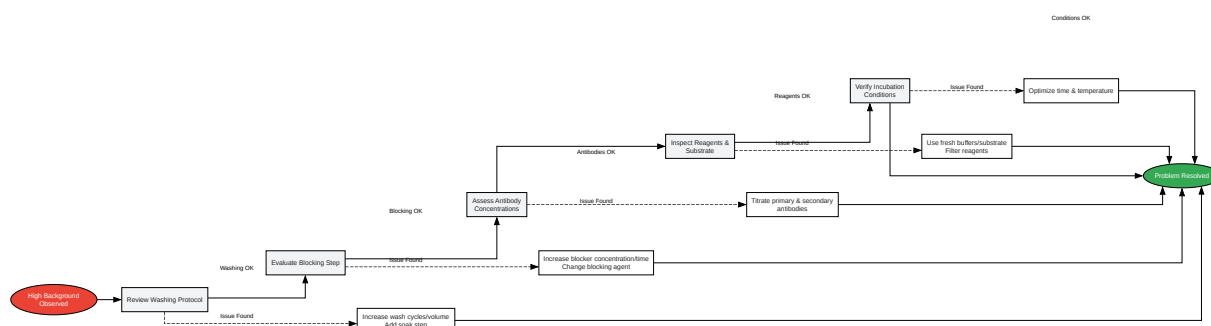 Conditions OK
Verify Incubation
Conditions
Issue Found
Optimize time & temperature
Reagents OK
Inspect Reagents &
Substrate
Issue Found
Use fresh buffers/substrate
Filter reagents
Antibodies OK
Problem Resolved
Assess Antibody
Concentrations
Issue Found
Titrate primary & secondary
antibodies
Blocking OK
Evaluate Blocking Step
Issue Found
Increase blocker concentration/time
Change blocking agent
Washing OK
High Background
Observed
Review Washing Protocol
Issue Found
Increase wash cycles/volume
Add soak step